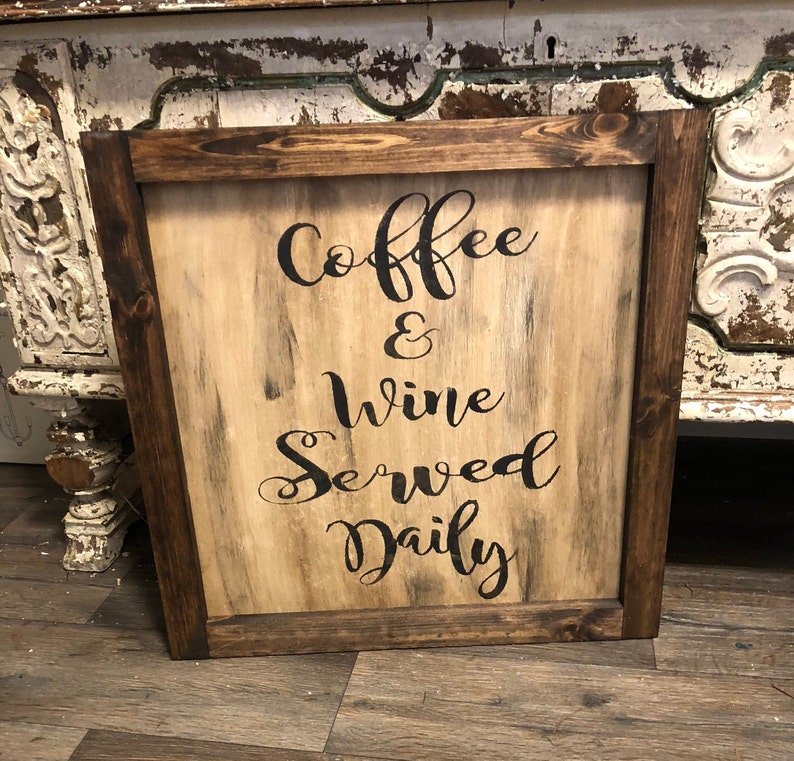 Coffee
&
Wine
Served
Daily